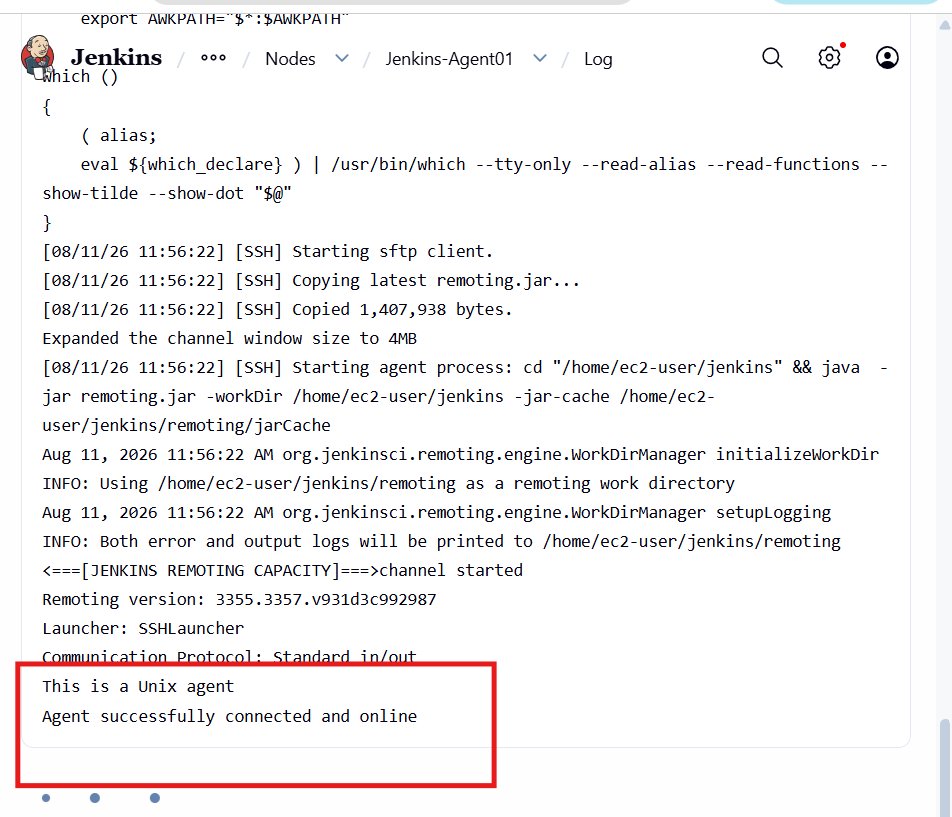 export AWKPATH="$*:$AWKPATH"
Jenkins / ••• / Nodes / Jenkins-Agent01 / Log
which ()
{
( alias;
eval ${which_declare} ) | /usr/bin/which --tty-only --read-alias --read-functions --
show-tilde --show-dot "$@"
}
[08/11/26 11:56:22] [SSH] Starting sftp client.
[08/11/26 11:56:22] [SSH] Copying latest remoting.jar...
[08/11/26 11:56:22] [SSH] Copied 1,407,938 bytes.
Expanded the channel window size to 4MB
[08/11/26 11:56:22] [SSH] Starting agent process: cd "/home/ec2-user/jenkins" && java  -
jar remoting.jar -workDir /home/ec2-user/jenkins -jar-cache /home/ec2-
user/jenkins/remoting/jarCache
Aug 11, 2026 11:56:22 AM org.jenkinsci.remoting.engine.WorkDirManager initializeWorkDir
INFO: Using /home/ec2-user/jenkins/remoting as a remoting work directory
Aug 11, 2026 11:56:22 AM org.jenkinsci.remoting.engine.WorkDirManager setupLogging
INFO: Both error and output logs will be printed to /home/ec2-user/jenkins/remoting
<===[JENKINS REMOTING CAPACITY]===>channel started
Remoting version: 3355.3357.v931d3c992987
Launcher: SSHLauncher
Communication Protocol: Standard in/out
This is a Unix agent
Agent successfully connected and online